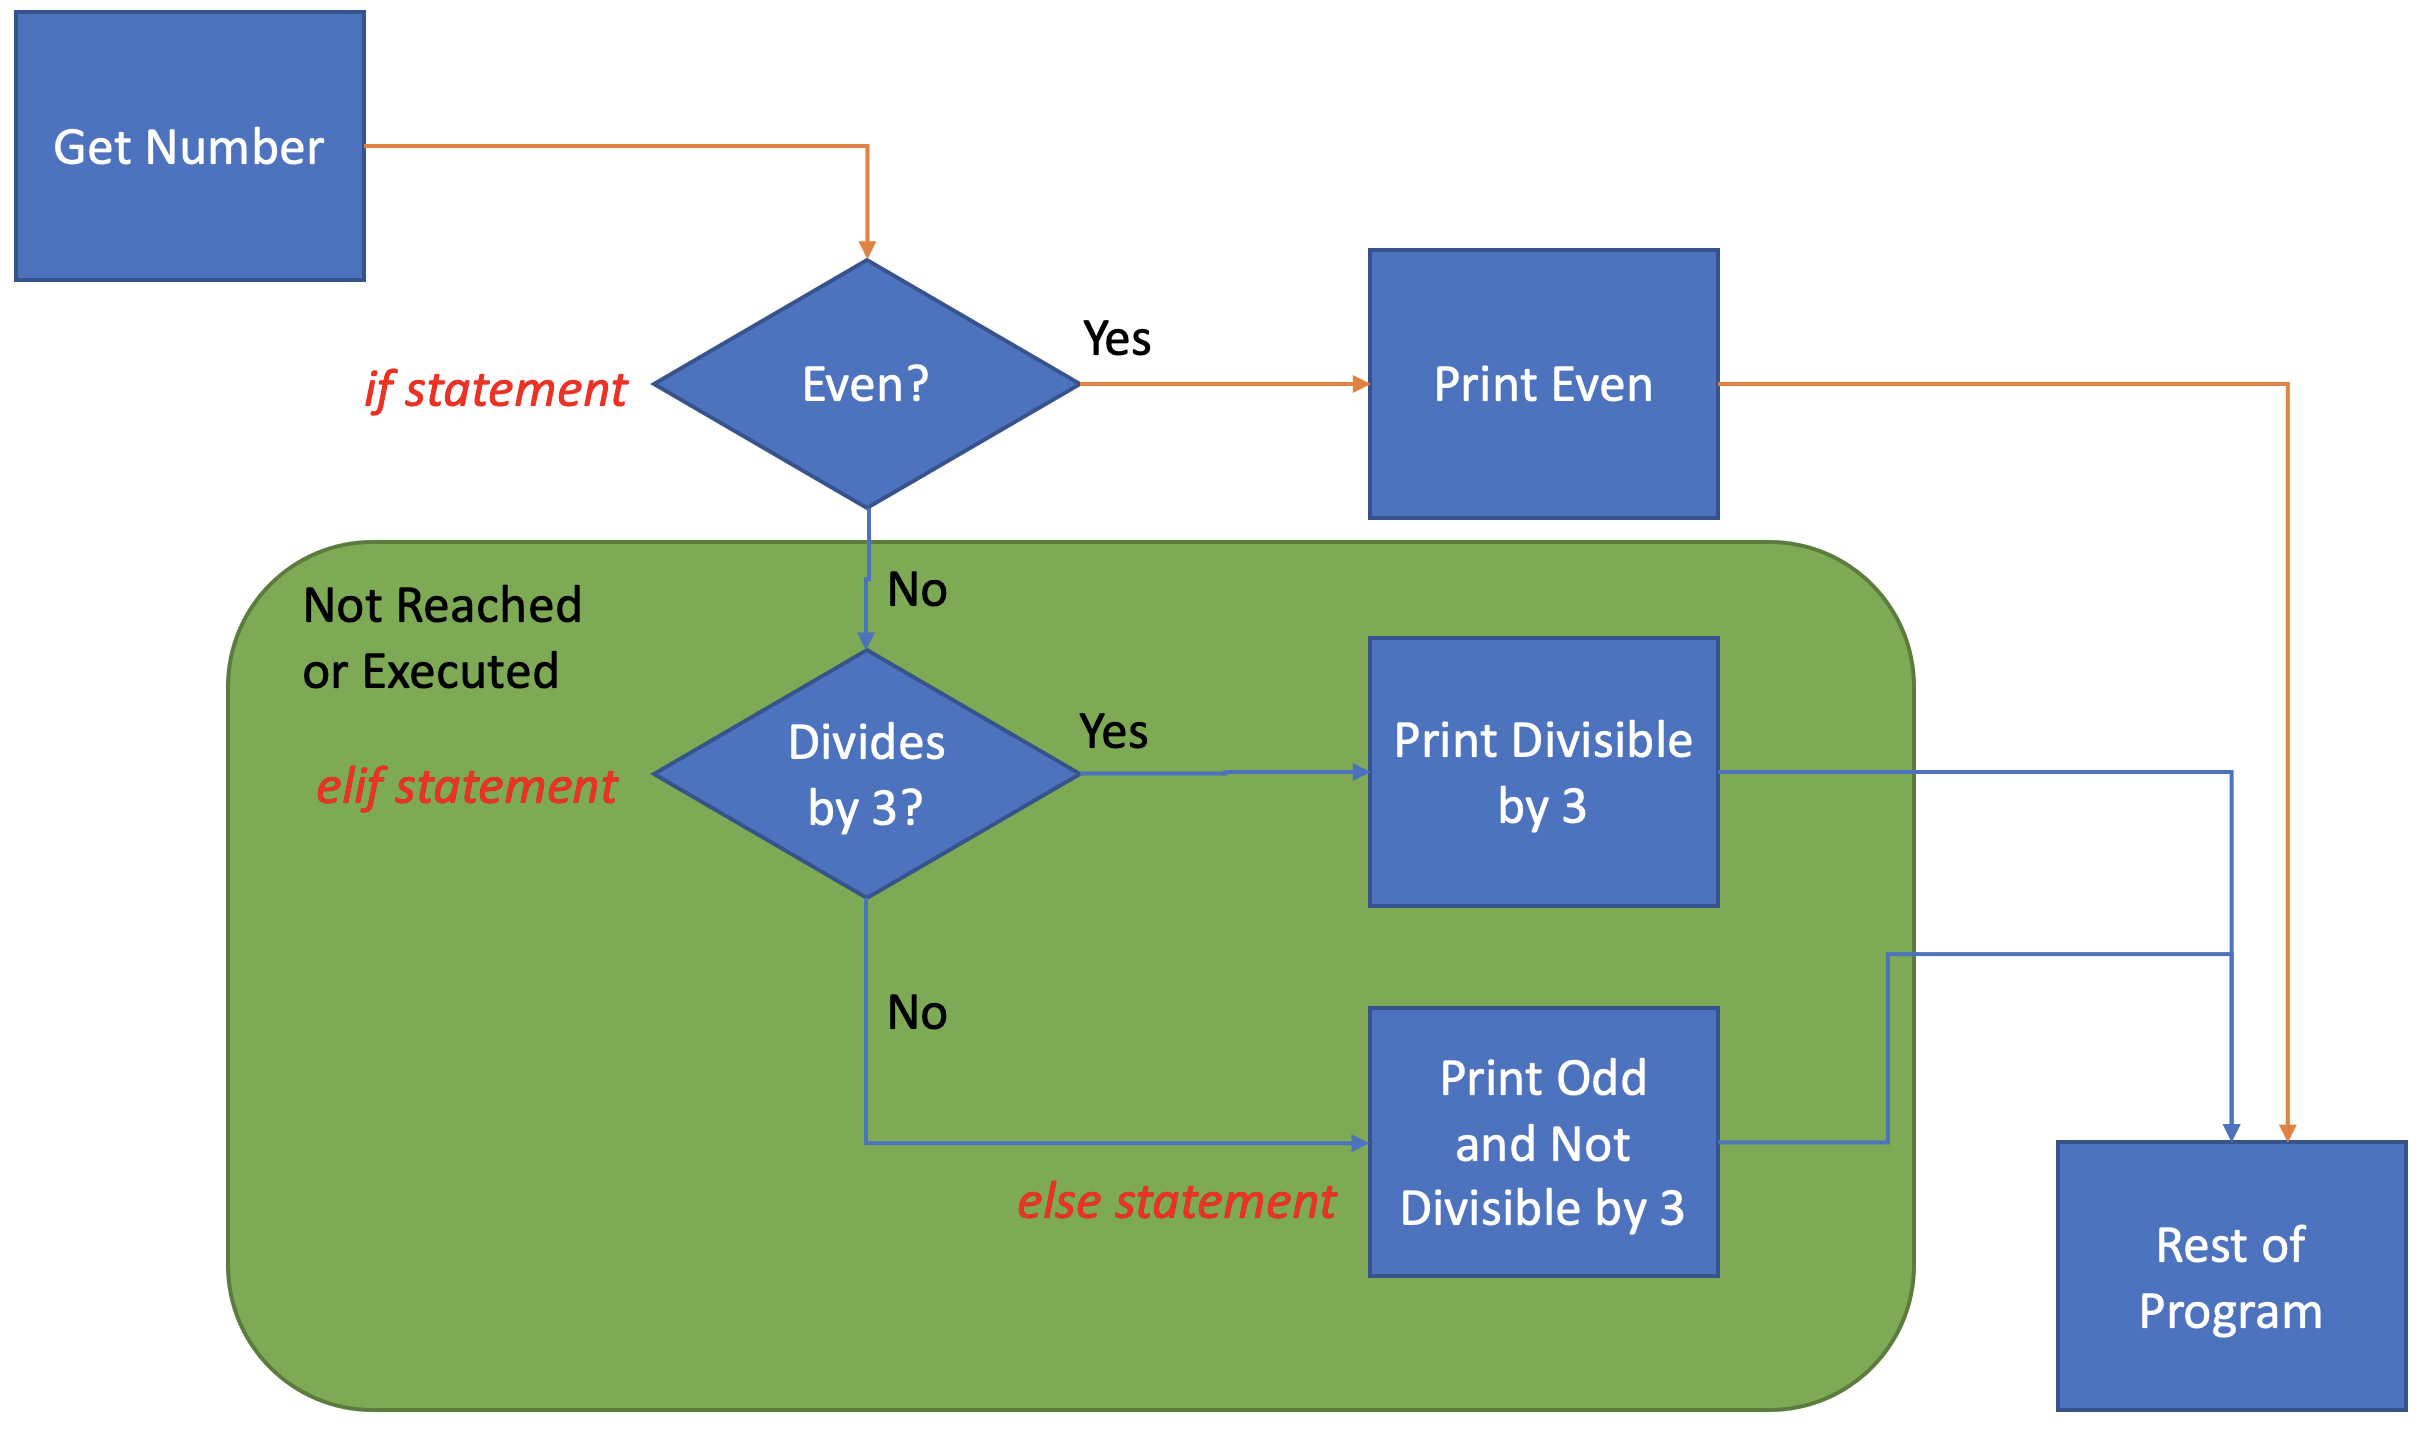 Get Number
Yes
if statement
Even?
Print Even
Not Reached
or Executed
No
elif statement
Divides
by 3?
Yes
Print Divisible
by 3
No
else statement
Print Odd
and Not
Divisible by 3
Rest of
Program